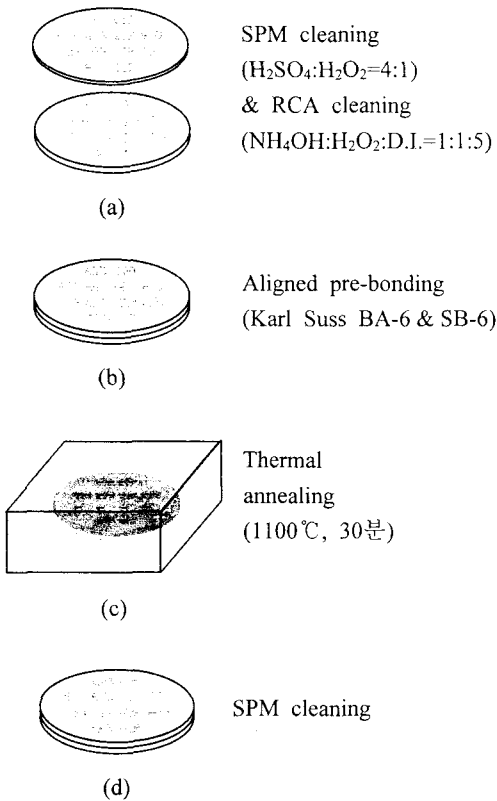 SPM cleaning
(H₂SO₄:H₂O₂=4:1)
& RCA cleaning
(NH₄OH:H₂O₂:D.I.=1:1:5)
(a)
Aligned pre-bonding
(Karl Suss BA-6 & SB-6)
(b)
Thermal
annealing
(1100℃, 30분)
(c)
SPM cleaning
(d)